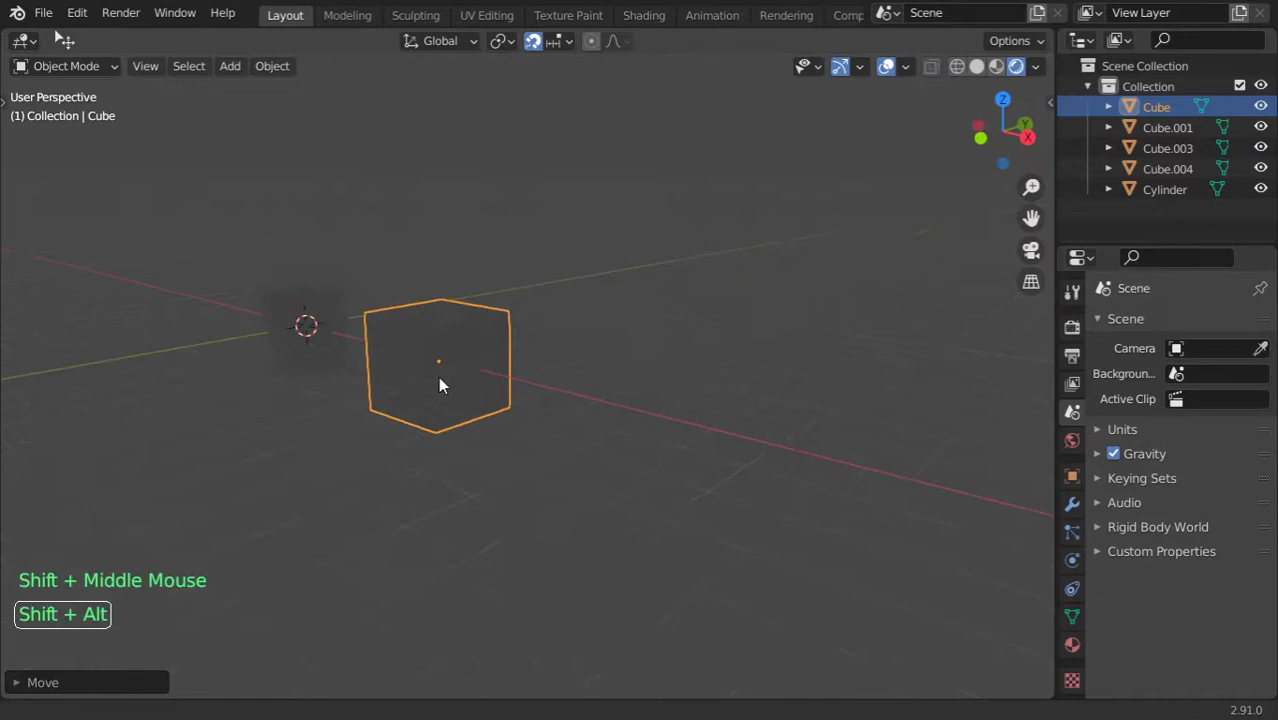 File Edit Render Window Help Layout Modeling Sculpting UV Editing Texture Paint Shading Animation Rendering Comp Scene View Layer
Global Options
Object Mode View Select Add Object
User Perspective
(1) Collection | Cube
Z
Y
X
Scene Collection
Collection
Cube
Cube.001
Cube.003
Cube.004
Cylinder
Scene
Scene
Camera
Backgroun...
Active Clip
Units
Gravity
Keying Sets
Audio
Rigid Body World
Custom Properties
Shift + Middle Mouse
Shift + Alt
Move
2.91.0